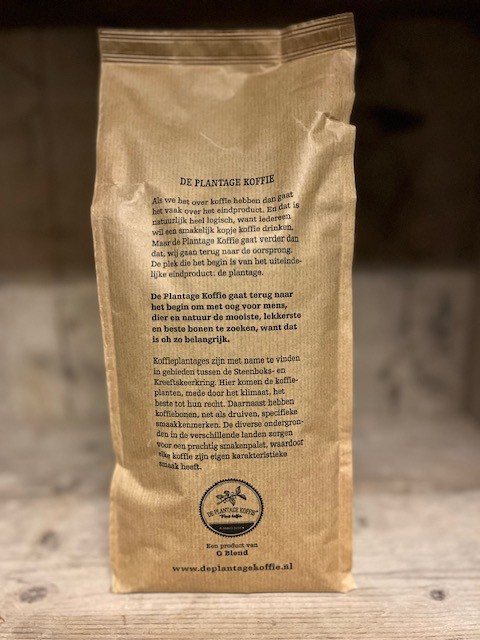 DE PLANTAGE KOFFIE
Als we het over koffie hebben dan gaat
het vaak over het eindproduct. En dat is
natuurlijk heel logisch, want iedereen
wil een smakelijk kopje koffie drinken.
Maar de Plantage Koffie gaat verder dan
dat, wij gaan terug naar de oorsprong.
De plek die het begin is van het uiteinde-
lijke eindproduct: de plantage.
De Plantage Koffie gaat terug naar
het begin om met oog voor mens,
dier en natuur de mooiste, lekkerste
en beste bonen te zoeken, want dat
is oh zo belangrijk.
Koffieplantages zijn met name te vinden
in gebieden tussen de Steenboks- en
Kreeftskeerkring. Hier komen de koffie-
planten, mede door het klimaat, het
beste tot hun recht. Daarnaast hebben
koffiebonen, net als druiven, specifieke
smaakkenmerken. De diverse ondergron-
den in de verschillende landen zorgen
voor een prachtig smakenpalet, waardoor
elke koffie zijn eigen karakteristieke
smaak heeft.
DE PLANTAGE KOFFIE
Een product van
G Blend
www.deplantagekoffie.nl